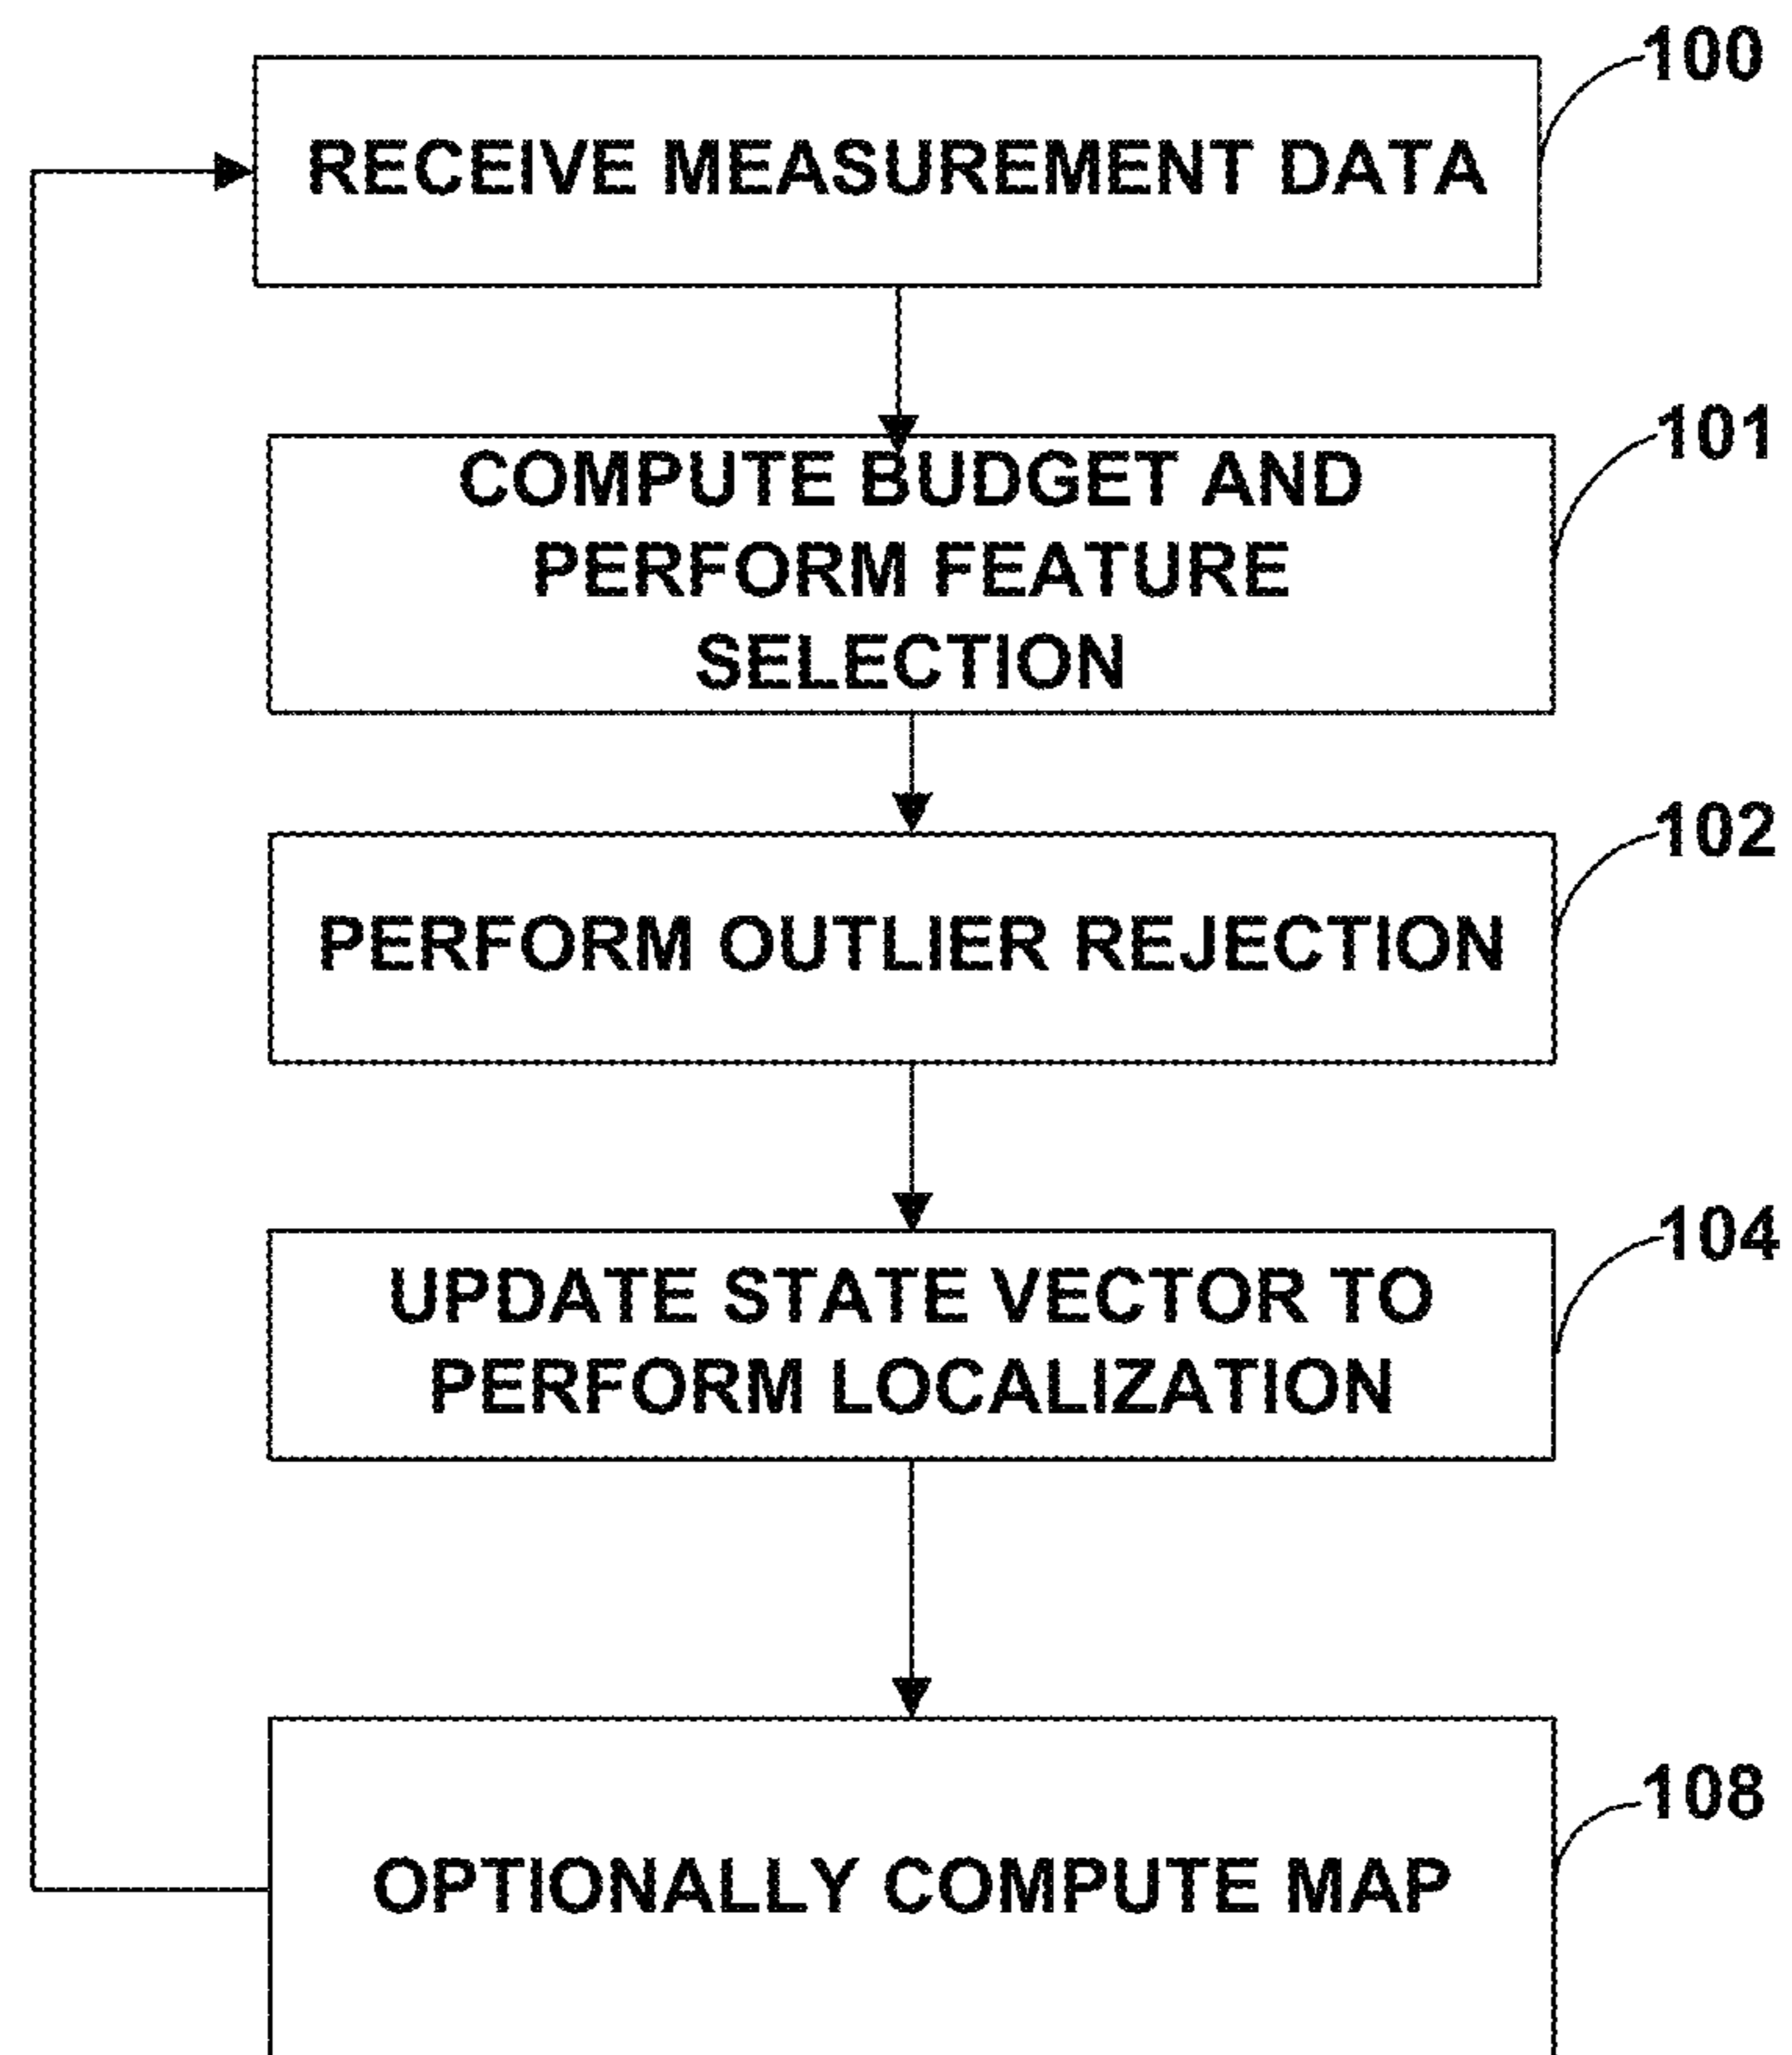 100
RECEIVE MEASUREMENT DATA
101
COMPUTE BUDGET AND
PERFORM FEATURE
SELECTION
102
PERFORM OUTLIER REJECTION
104
UPDATE STATE VECTOR TO
PERFORM LOCALIZATION
108
OPTIONALLY COMPUTE MAP